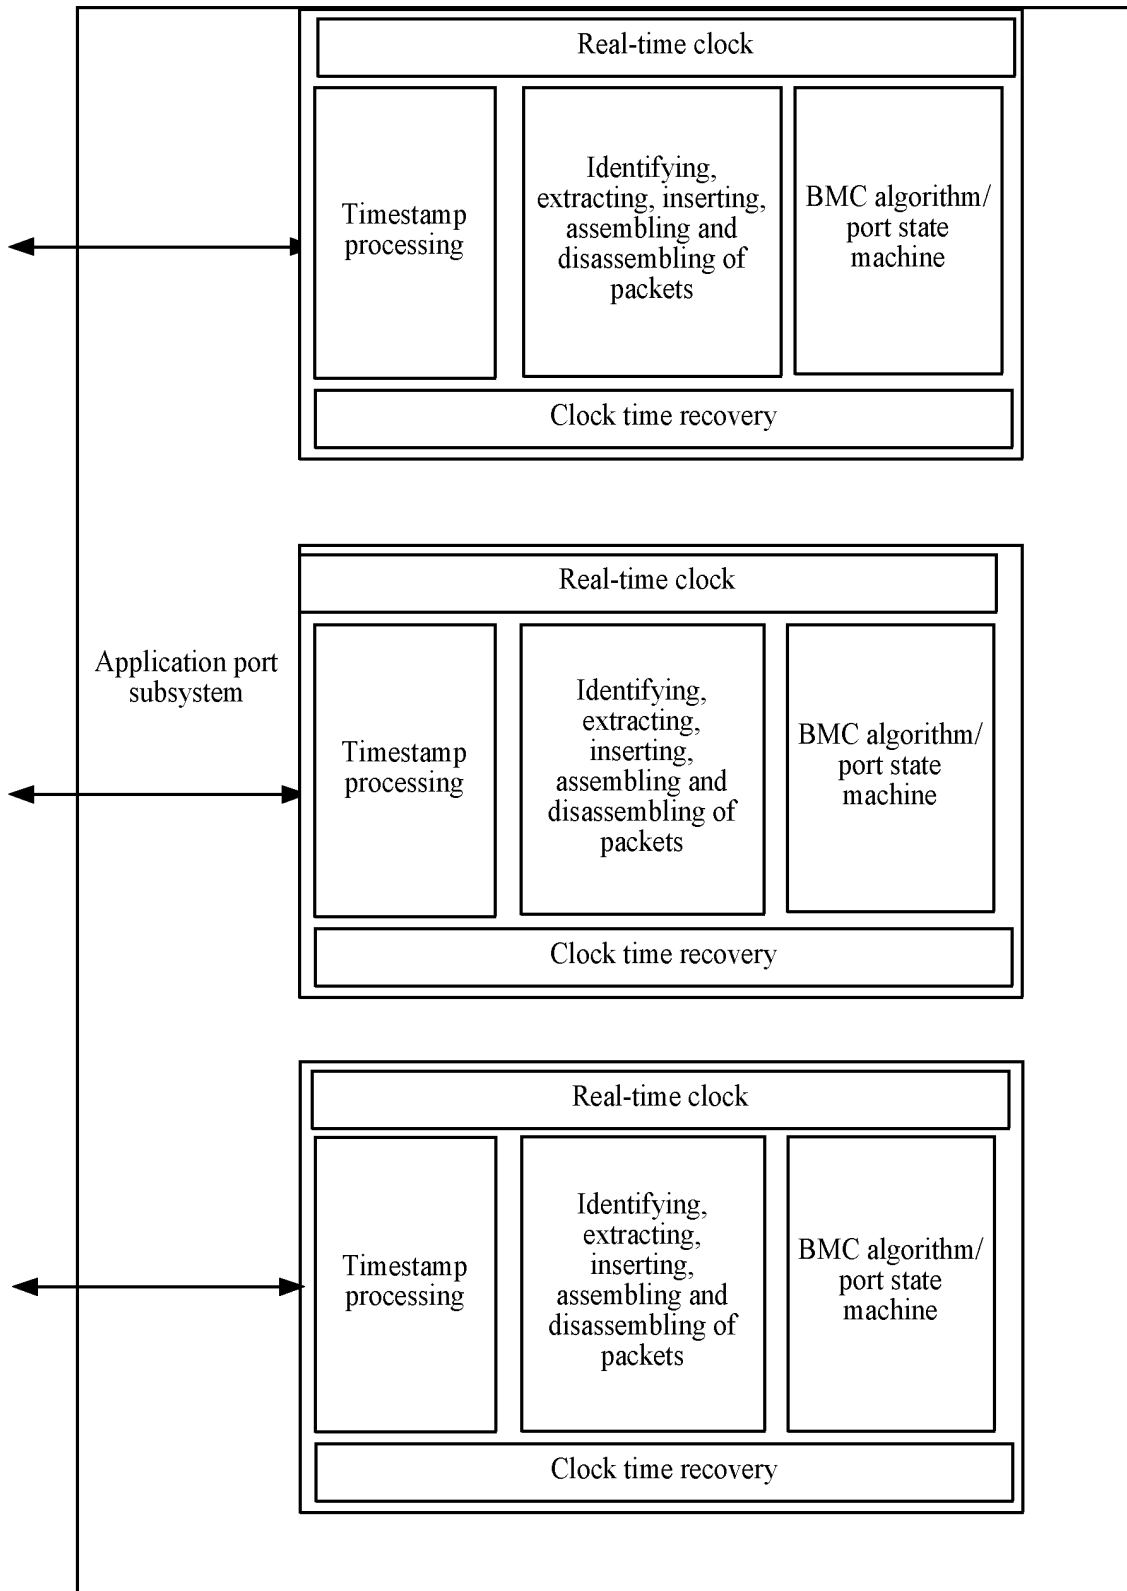 Real-time clock
Timestamp
processing
Identifying,
extracting, inserting,
assembling and
disassembling of
packets
BMC algorithm/
port state
machine
Clock time recovery
Application port
subsystem
Real-time clock
Timestamp
processing
Identifying,
extracting,
inserting,
assembling and
disassembling of
packets
BMC algorithm/
port state
machine
Clock time recovery
Real-time clock
Timestamp
processing
Identifying,
extracting,
inserting,
assembling and
disassembling of
packets
BMC algorithm/
port state
machine
Clock time recovery